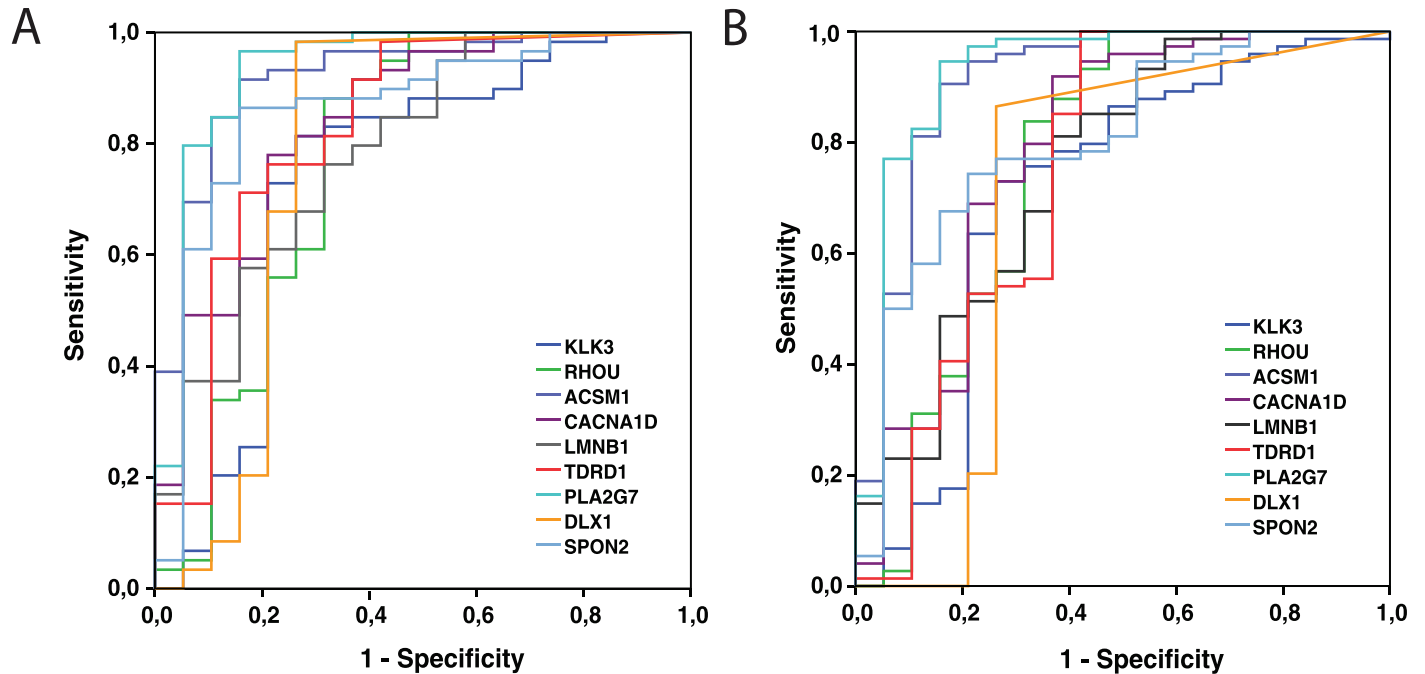 A
1,0
0,8
0,6
0,4
0,2
0,0
Sensitivity
KLK3
RHOU
ACSM1
CACNA1D
LMNB1
TDRD1
PLA2G7
DLX1
SPON2
0,0 0,2 0,4 0,6 0,8 1,0
1 - Specificity
B
1,0
0,8
0,6
0,4
0,2
0,0
Sensitivity
KLK3
RHOU
ACSM1
CACNA1D
LMNB1
TDRD1
PLA2G7
DLX1
SPON2
0,0 0,2 0,4 0,6 0,8 1,0
1 - Specificity